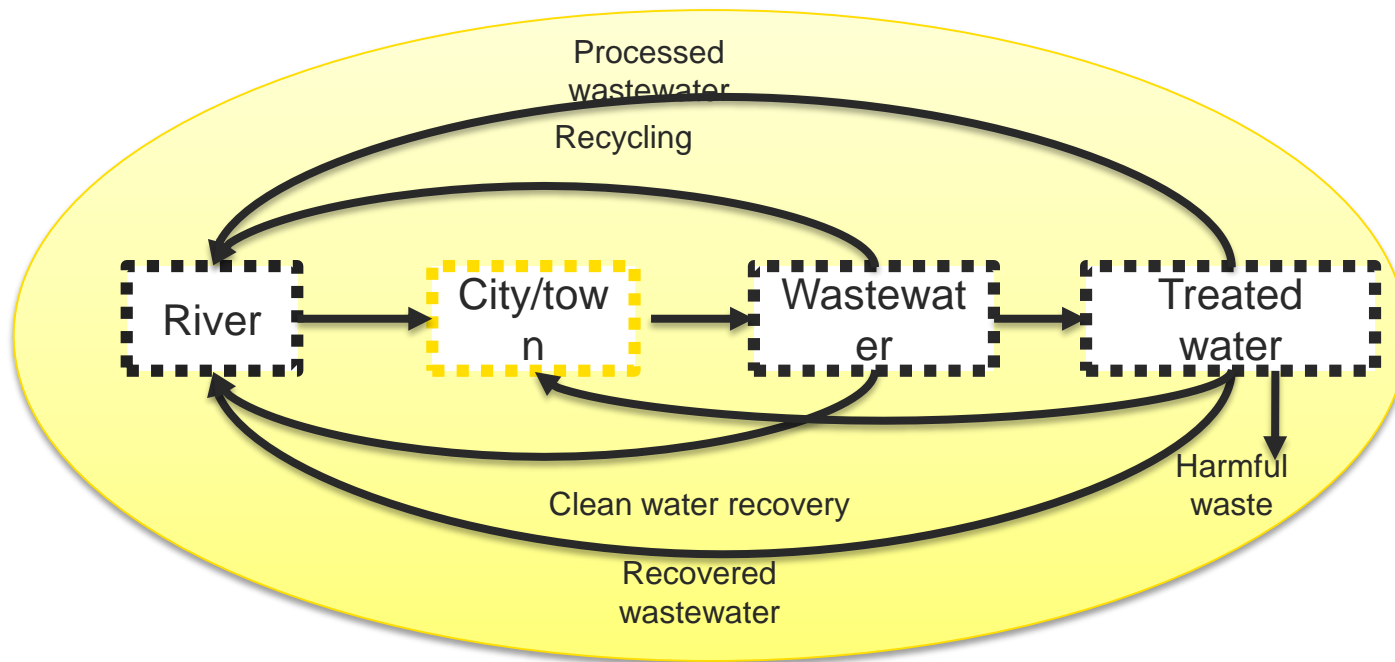 Processed
wastewater
Recycling
River
City/tow
n
Wastewat
er
Treated
water
Harmful
waste
Clean water recovery
Recovered
wastewater